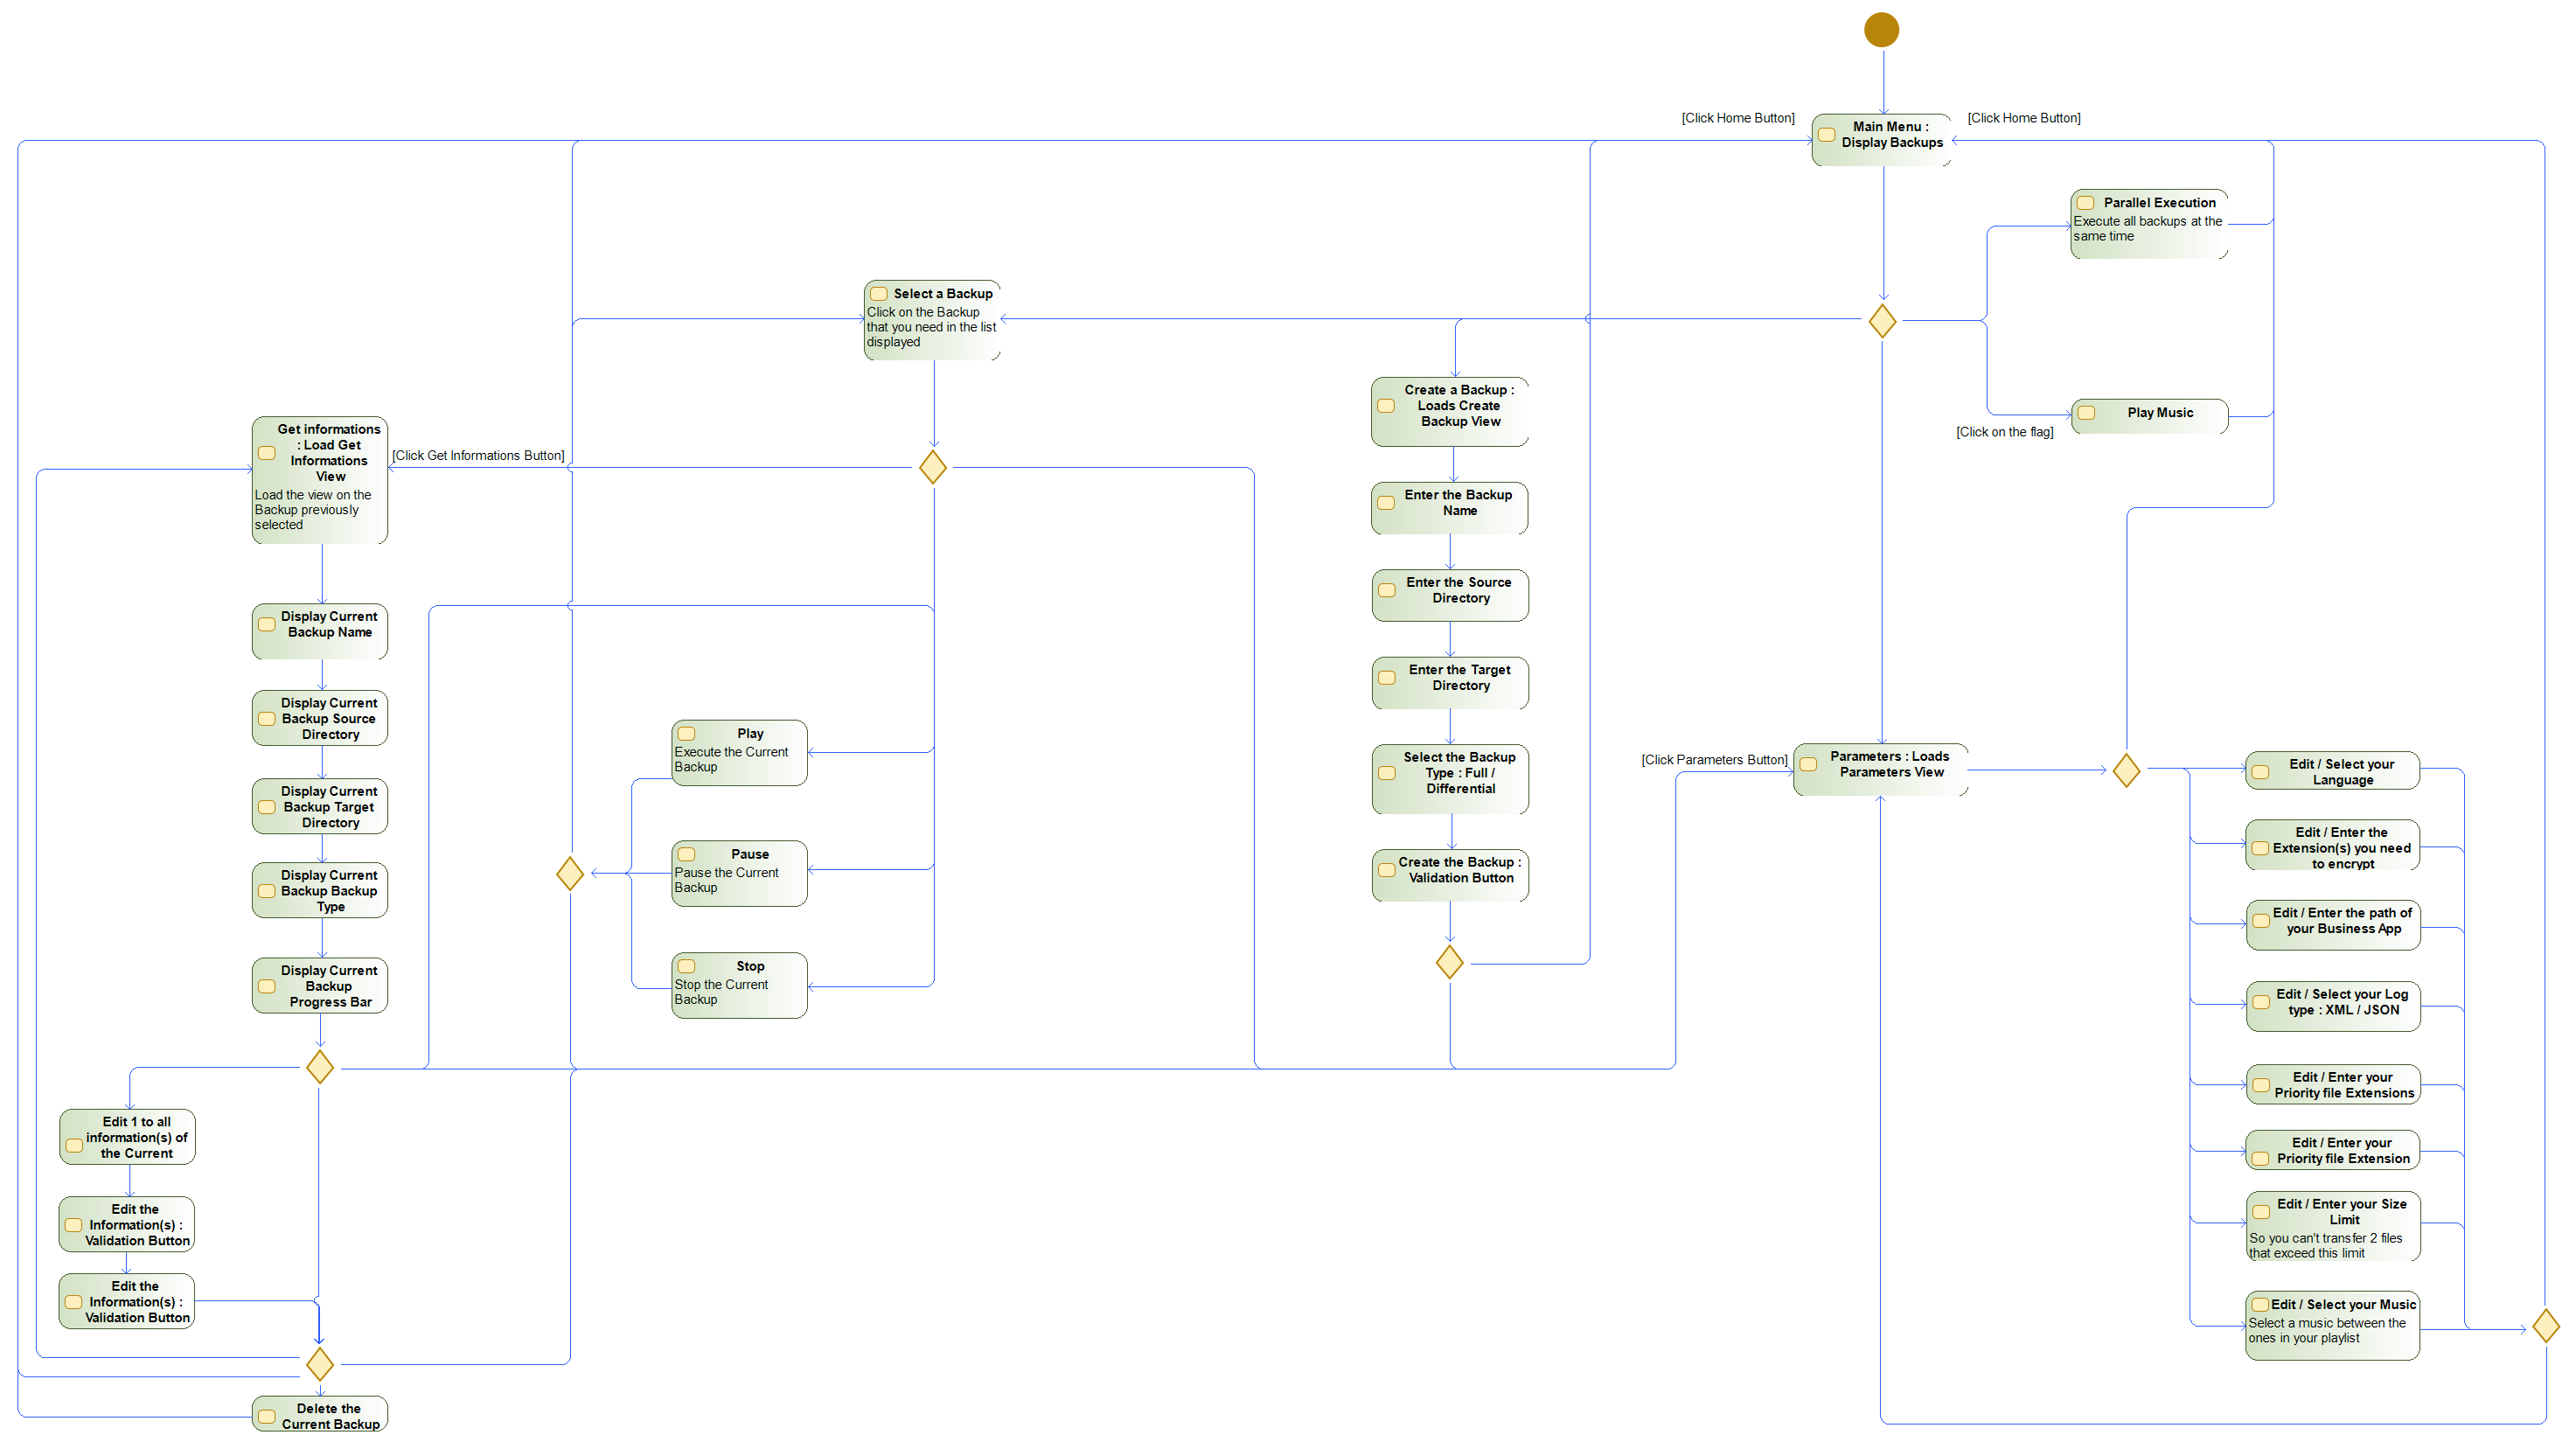 [Click Home Button]
[Click Home Button]
Main Menu :
Display Backups
Parallel Execution
Execute all backups at the
same time
Select a Backup
Click on the Backup
that you need in the list
displayed
Create a Backup :
Loads Create
Backup View
Play Music
[Click on the flag]
Get informations
: Load Get
Informations
View
Load the view on the
Backup previously
selected
[Click Get Informations Button]
Enter the Backup
Name
Enter the Source
Directory
Display Current
Backup Name
Enter the Target
Directory
Display Current
Backup Source
Directory
Play
Execute the Current
Backup
Select the Backup
Type : Full /
Differential
[Click Parameters Button]
Parameters : Loads
Parameters View
Edit / Select your
Language
Display Current
Backup Target
Directory
Edit / Enter the
Extension(s) you need
to encrypt
Pause
Pause the Current
Backup
Create the Backup :
Validation Button
Display Current
Backup Backup
Type
Edit / Enter the path of
your Business App
Display Current
Backup
Progress Bar
Stop
Stop the Current
Backup
Edit / Select your Log
type : XML / JSON
Edit / Enter your
Priority file Extensions
Edit 1 to all
information(s) of
the Current
Edit / Enter your
Priority file Extension
Edit the
Information(s) :
Validation Button
Edit / Enter your Size
Limit
So you can't transfer 2 files
that exceed this limit
Edit the
Information(s) :
Validation Button
Edit / Select your Music
Select a music between the
ones in your playlist
Delete the
Current Backup